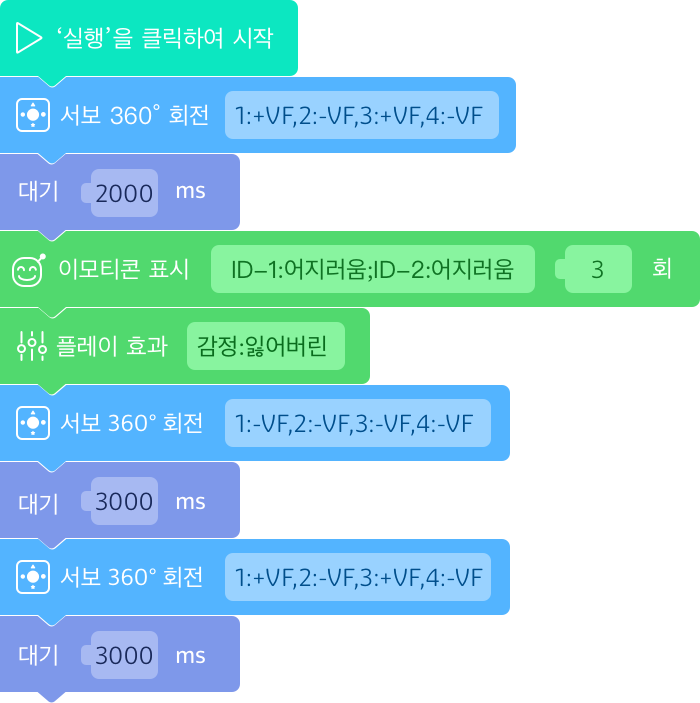 ‘실행’을 클릭하여 시작
서보 360° 회전 1:+VF,2:-VF,3:+VF,4:-VF
대기 2000 ms
이모티콘 표시 ID-1:어지러움;ID-2:어지러움 3 회
플레이 효과 감정:잃어버린
서보 360° 회전 1:-VF,2:-VF,3:-VF,4:-VF
대기 3000 ms
서보 360° 회전 1:+VF,2:-VF,3:+VF,4:-VF
대기 3000 ms